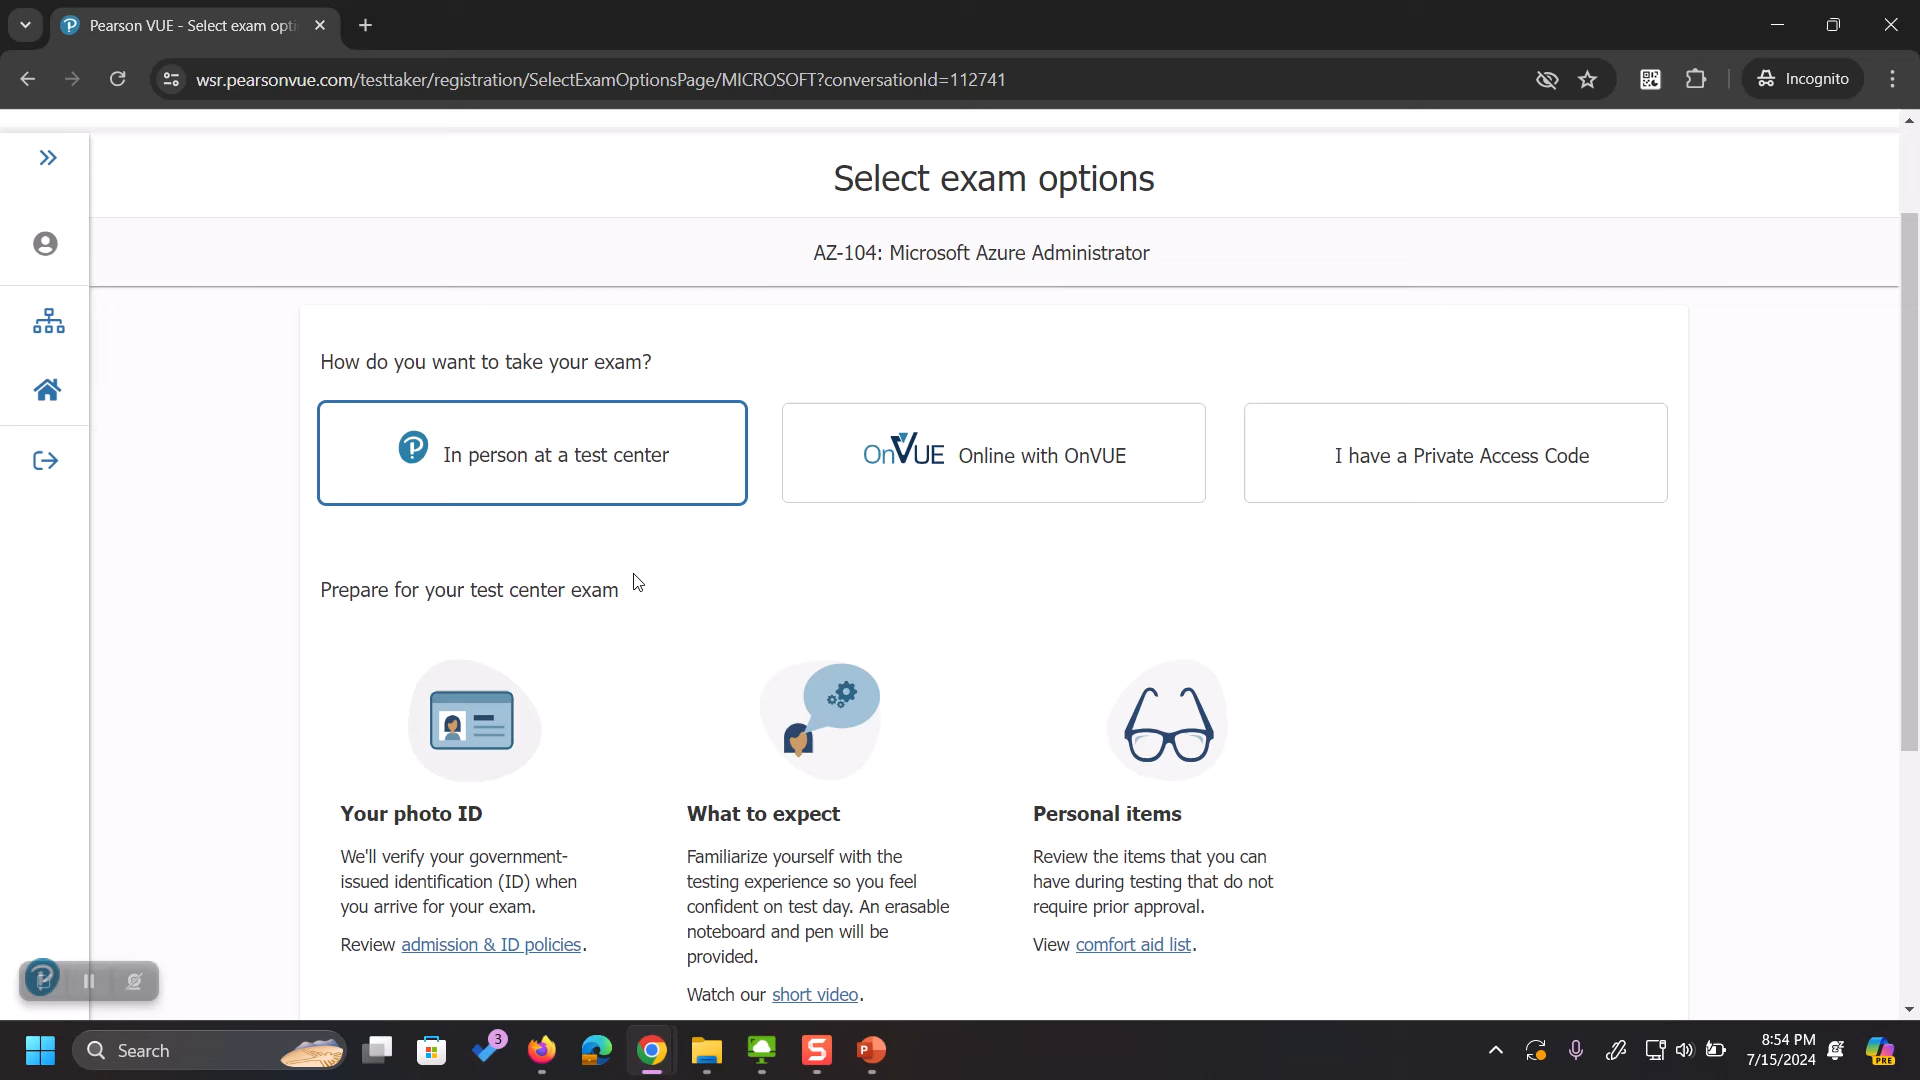 Pearson VUE - Select exam opti
wsr.pearsonvue.com/testtaker/registration/SelectExamOptionsPage/MICROSOFT?conversationId=112741
Incognito
Select exam options
AZ-104: Microsoft Azure Administrator
How do you want to take your exam?
In person at a test center
OnVUE Online with OnVUE
I have a Private Access Code
Prepare for your test center exam
Your photo ID
We'll verify your government-
issued identification (ID) when
you arrive for your exam.
Review admission & ID policies.
What to expect
Familiarize yourself with the
testing experience so you feel
confident on test day. An erasable
noteboard and pen will be
provided.
Watch our short video.
Personal items
Review the items that you can
have during testing that do not
require prior approval.
View comfort aid list.
Search
3
8:54 PM
7/15/2024
PRE